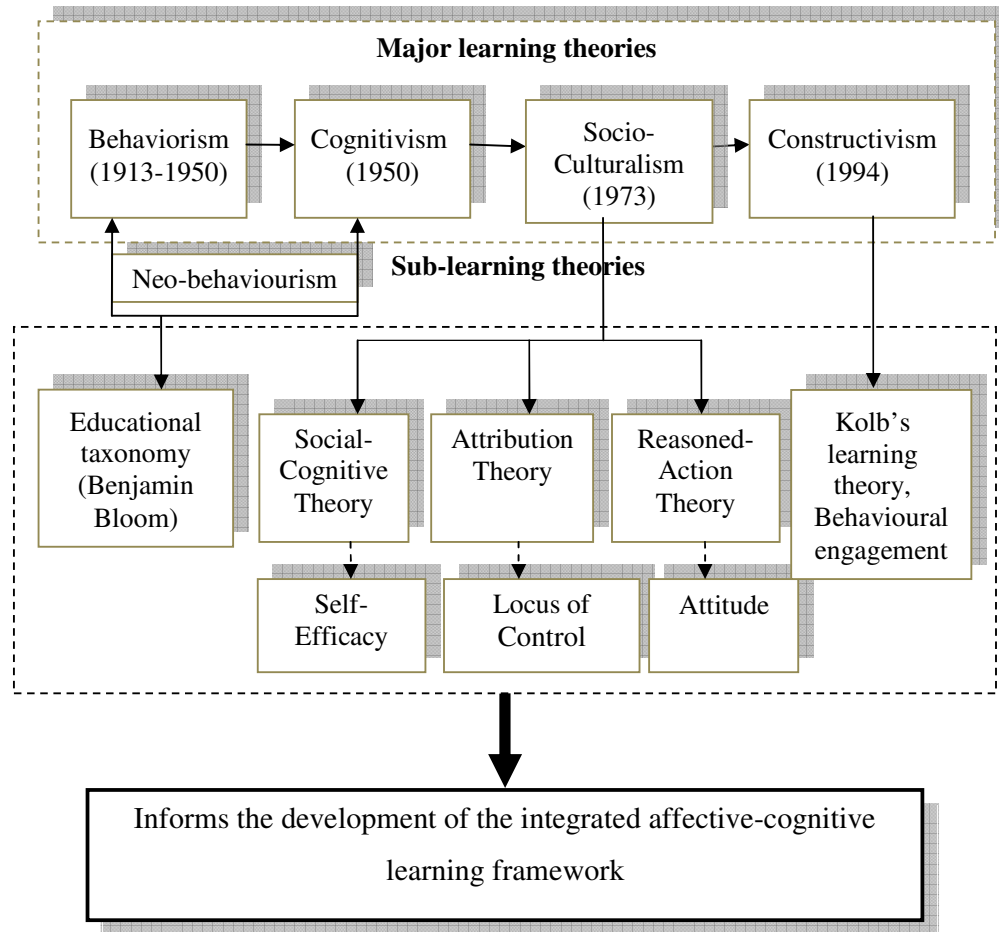 Major learning theories
Behaviorism
(1913-1950)
Cognitivism
(1950)
Socio-
Culturalism
(1973)
Constructivism
(1994)
Neo-behaviourism
Sub-learning theories
Educational
taxonomy
(Benjamin
Bloom)
Social-
Cognitive
Theory
Attribution
Theory
Reasoned-
Action
Theory
Kolb’s
learning
theory,
Behavioural
engagement
Self-
Efficacy
Locus of
Control
Attitude
Informs the development of the integrated affective-cognitive
learning framework